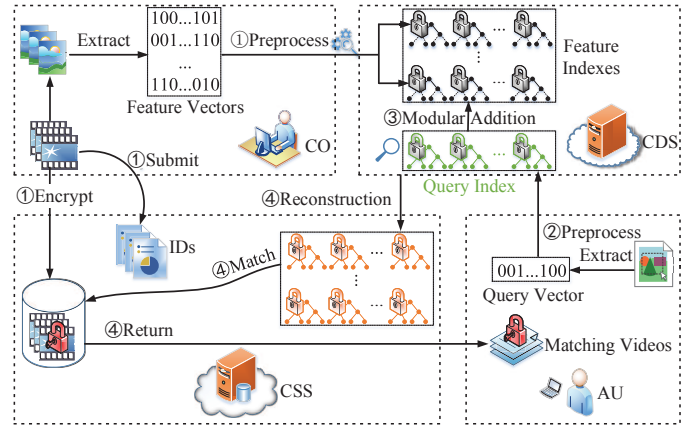 Extract
100...101
001...110
110...010
Feature Vectors
①Preprocess
CO
Feature
Indexes
③Modular Addition
Query Index
CDS
①Submit
①Encrypt
IDs
④Reconstruction
④Match
④Return
CSS
②Preprocess
Extract
001...100
Query Vector
Matching Videos
AU